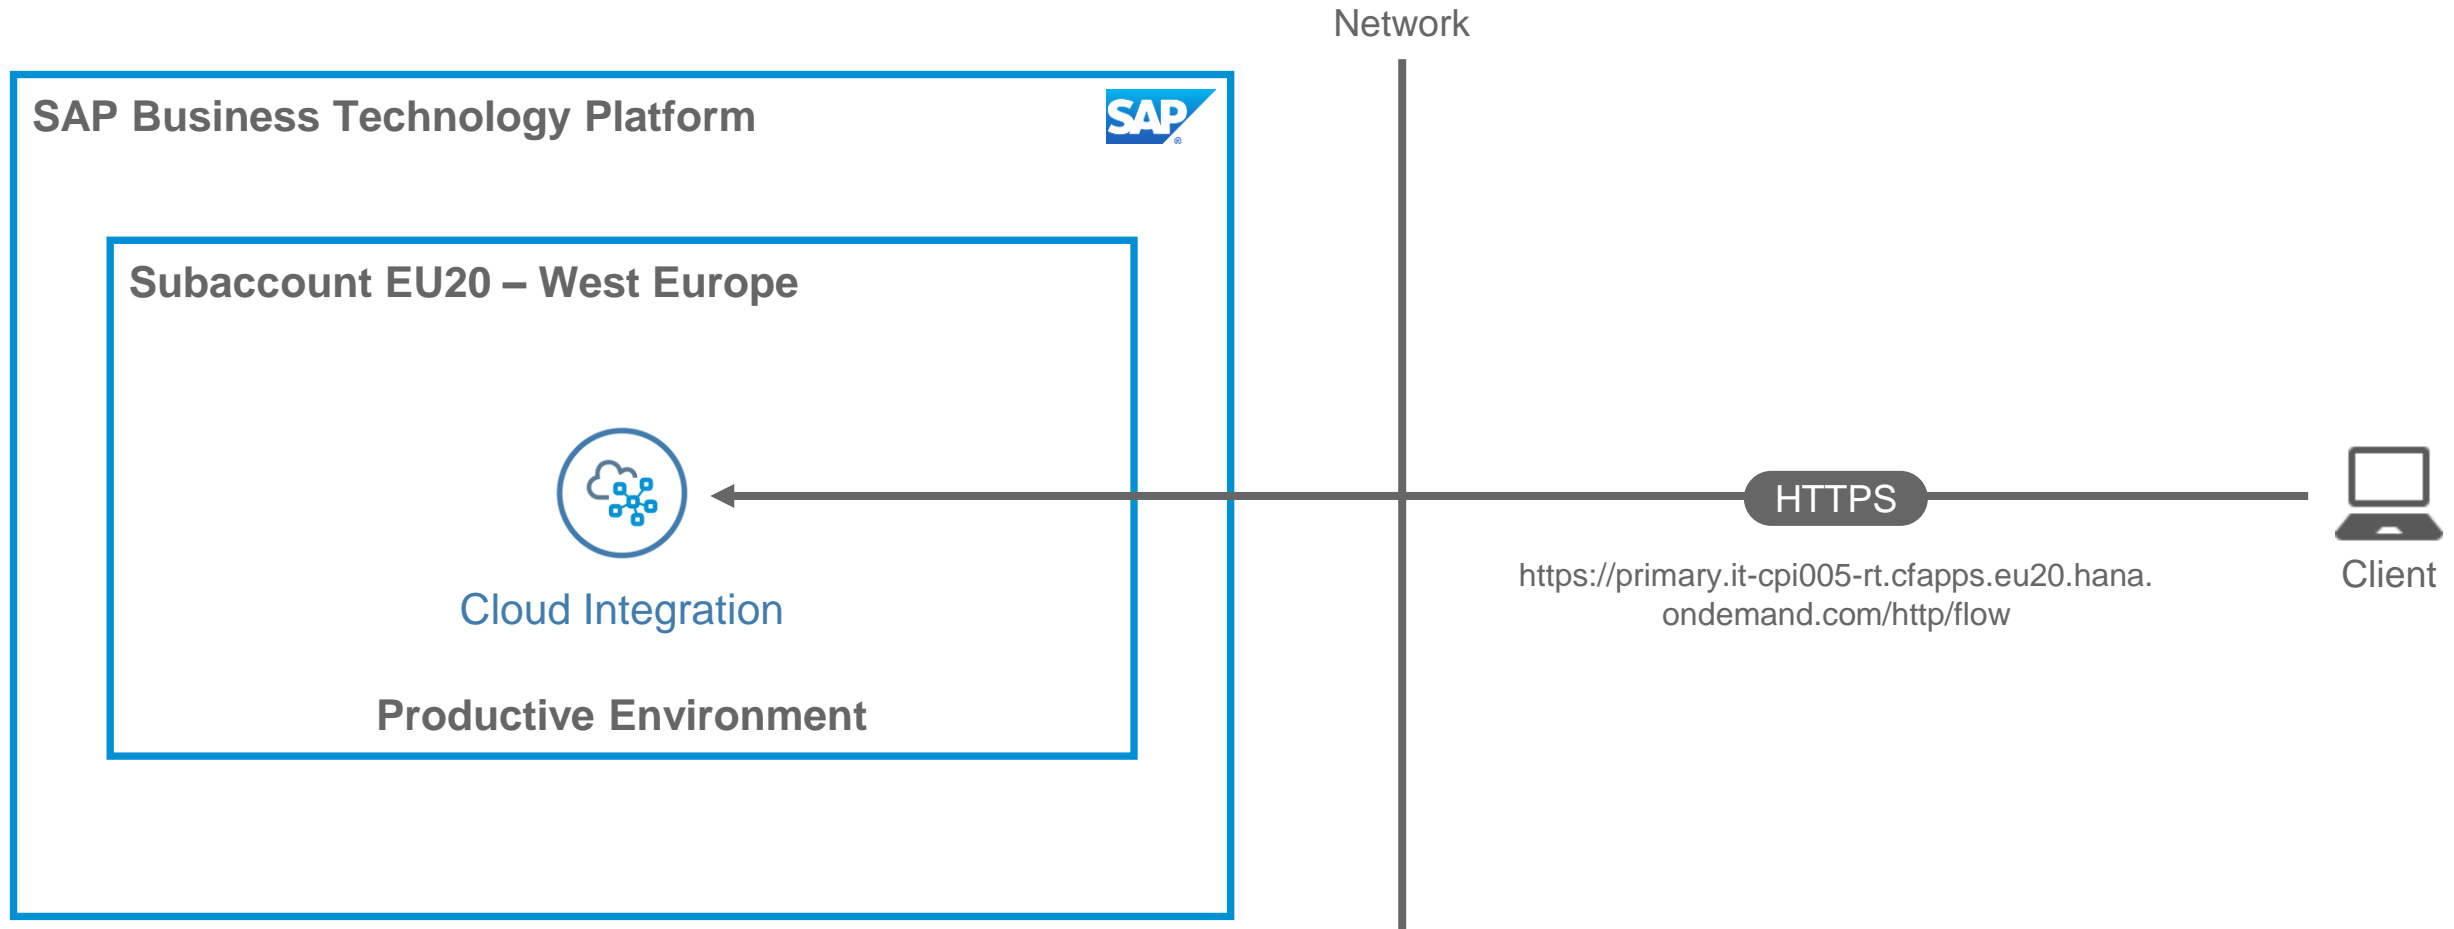 Network
SAP Business Technology Platform
SAP
®
Subaccount EU20 – West Europe
HTTPS
https://primary.it-cpi005-rt.cfapps.eu20.hana.
ondemand.com/http/flow
Client
Cloud Integration
Productive Environment